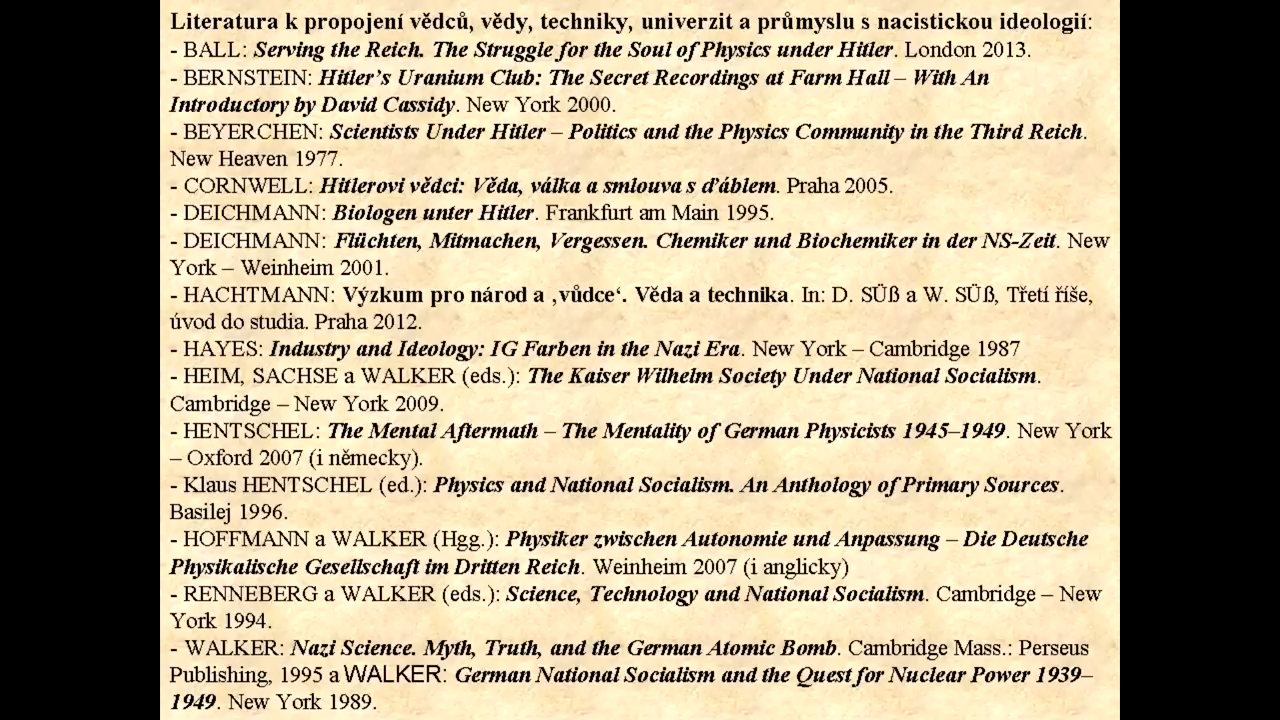 Literatura k propojení vědců, vědy, techniky, univerzit a průmyslu s nacistickou ideologií:
- BALL: Serving the Reich. The Struggle for the Soul of Physics under Hitler. London 2013.
- BERNSTEIN: Hitler’s Uranium Club: The Secret Recordings at Farm Hall – With An
Introductory by David Cassidy. New York 2000.
- BEYERCHEN: Scientists Under Hitler – Politics and the Physics Community in the Third Reich.
New Heaven 1977.
- CORNWELL: Hitlerovi vědci: Věda, válka a smlouva s ďáblem. Praha 2005.
- DEICHMANN: Biologen unter Hitler. Frankfurt am Main 1995.
- DEICHMANN: Flüchten, Mitmachen, Vergessen. Chemiker und Biochemiker in der NS-Zeit. New
York – Weinheim 2001.
- HACHTMANN: Výzkum pro národ a ‚vůdce‘. Věda a technika. In: D. SÜß a W. SÜß, Třetí říše,
úvod do studia. Praha 2012.
- HAYES: Industry and Ideology: IG Farben in the Nazi Era. New York – Cambridge 1987
- HEIM, SACHSE a WALKER (eds.): The Kaiser Wilhelm Society Under National Socialism.
Cambridge – New York 2009.
- HENTSCHEL: The Mental Aftermath – The Mentality of German Physicists 1945–1949. New York
– Oxford 2007 (i německy).
- Klaus HENTSCHEL (ed.): Physics and National Socialism. An Anthology of Primary Sources.
Basilej 1996.
- HOFFMANN a WALKER (Hgg.): Physiker zwischen Autonomie und Anpassung – Die Deutsche
Physikalische Gesellschaft im Dritten Reich. Weinheim 2007 (i anglicky)
- RENNEBERG a WALKER (eds.): Science, Technology and National Socialism. Cambridge – New
York 1994.
- WALKER: Nazi Science. Myth, Truth, and the German Atomic Bomb. Cambridge Mass.: Perseus
Publishing, 1995 a WALKER: German National Socialism and the Quest for Nuclear Power 1939–
1949. New York 1989.